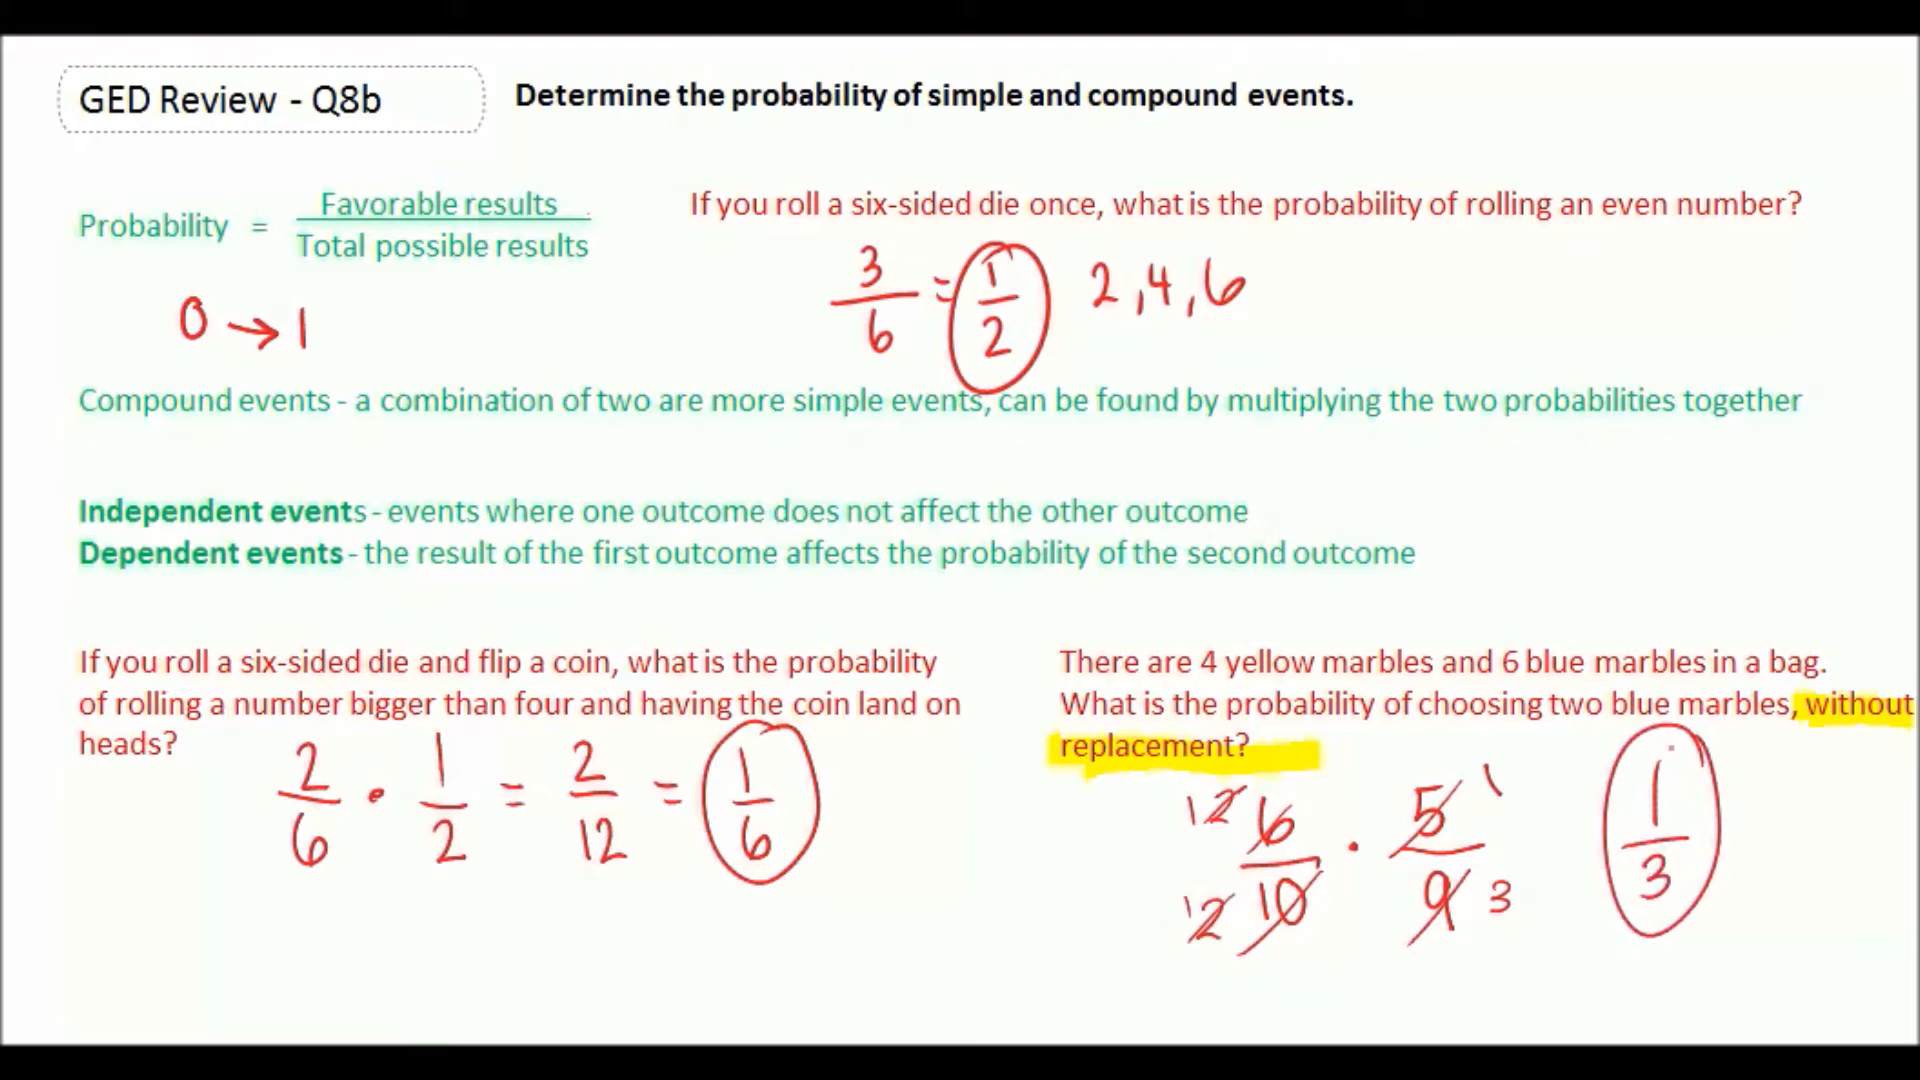 GED Review - Q8b
Determine the probability of simple and compound events.
Probability = Favorable results / Total possible results
0 → 1
If you roll a six-sided die once, what is the probability of rolling an even number?
3/6 = 1/2 2,4,6
Compound events - a combination of two are more simple events, can be found by multiplying the two probabilities together
Independent events - events where one outcome does not affect the other outcome
Dependent events - the result of the first outcome affects the probability of the second outcome
If you roll a six-sided die and flip a coin, what is the probability
of rolling a number bigger than four and having the coin land on
heads?
2/6 · 1/2 = 2/12 = 1/6
There are 4 yellow marbles and 6 blue marbles in a bag.
What is the probability of choosing two blue marbles, without
replacement?
1 2 6 · 5 1
1 2 10 9 3
1/3